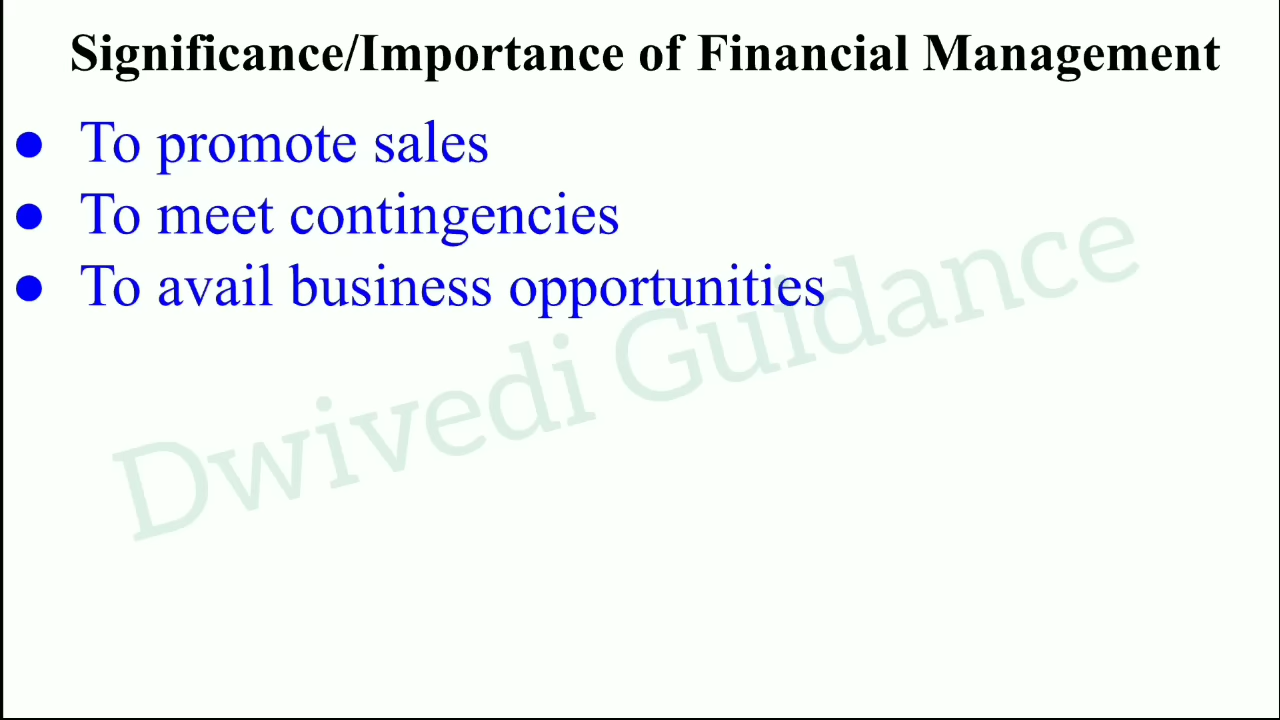 Significance/Importance of Financial Management
● To promote sales
● To meet contingencies
● To avail business opportunities
Dwivedi Guidance